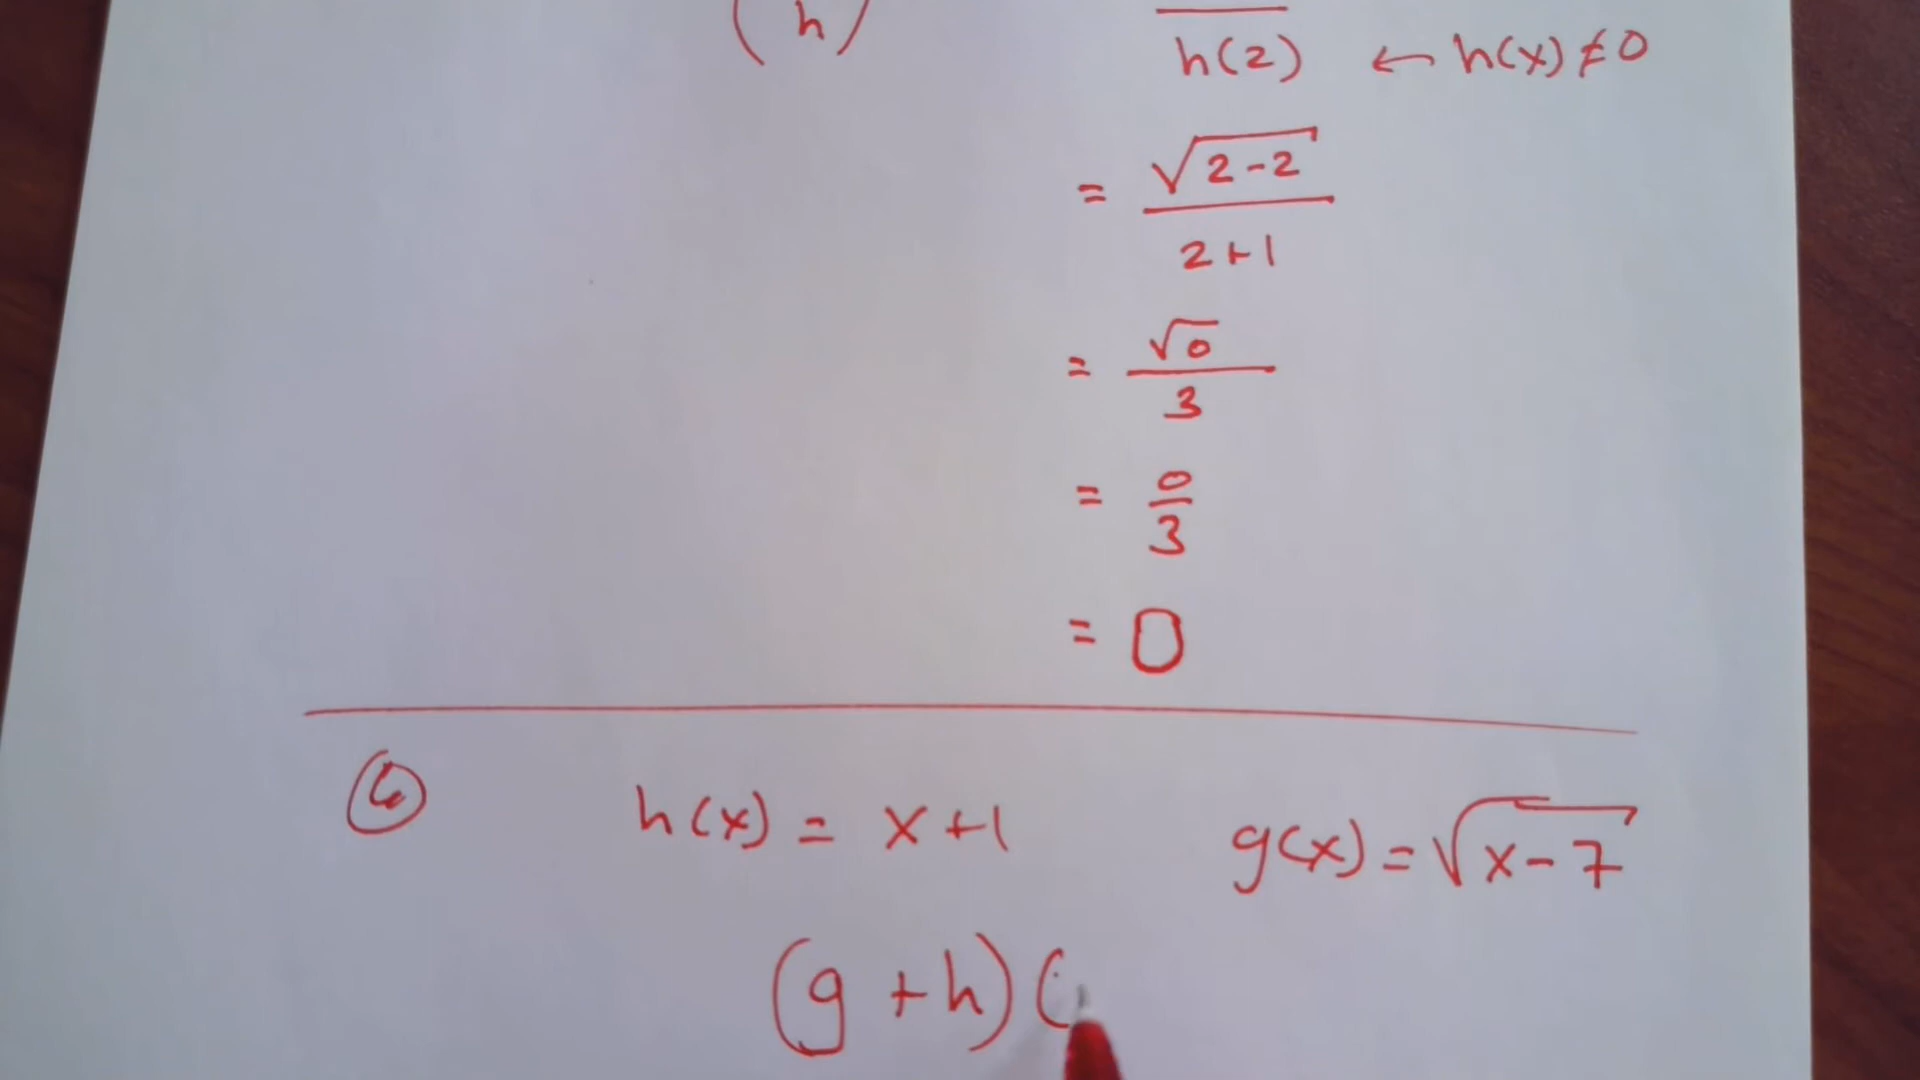 (h) h(2) ← h(x) ≠ 0
= √(2-2) / 2+1
= √0 / 3
= 0/3
= 0
⑥ h(x) = x+1 g(x) = √(x-7)
(g + h)(